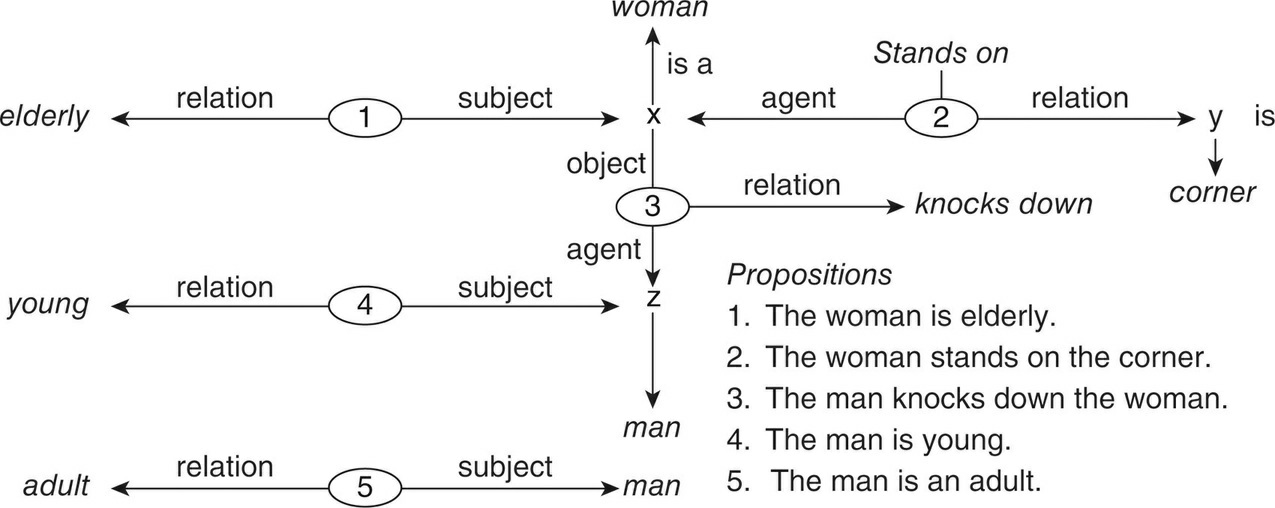 woman
is a
Stands on
elderly
relation
1
subject
x
agent
2
relation
y
is
object
corner
3
relation
knocks down
agent
young
relation
4
subject
z
man
adult
relation
5
subject
man
Propositions
1. The woman is elderly.
2. The woman stands on the corner.
3. The man knocks down the woman.
4. The man is young.
5. The man is an adult.